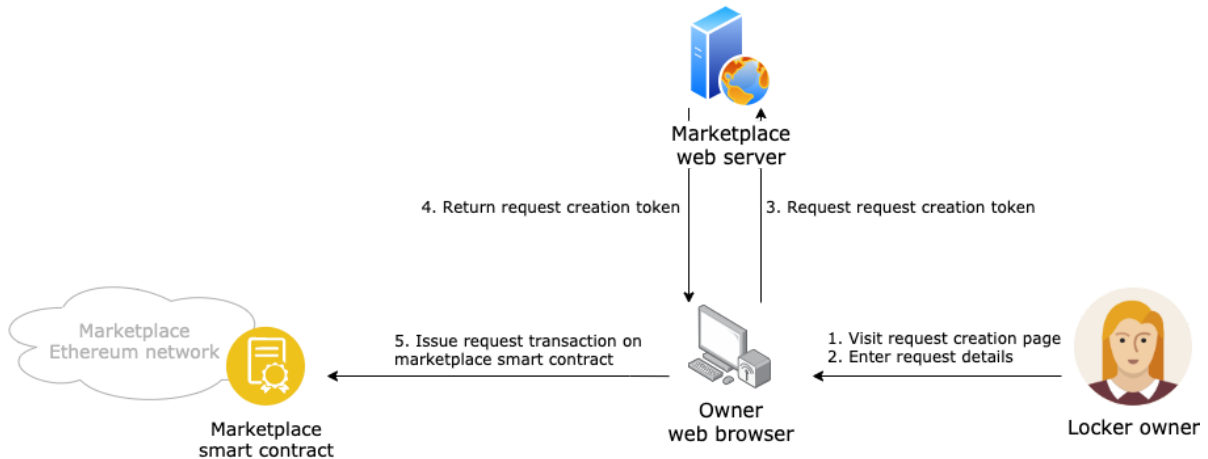 Marketplace
web server
4. Return request creation token
3. Request request creation token
Marketplace
Ethereum network
5. Issue request transaction on
marketplace smart contract
1. Visit request creation page
2. Enter request details
Marketplace
smart contract
Owner
web browser
Locker owner